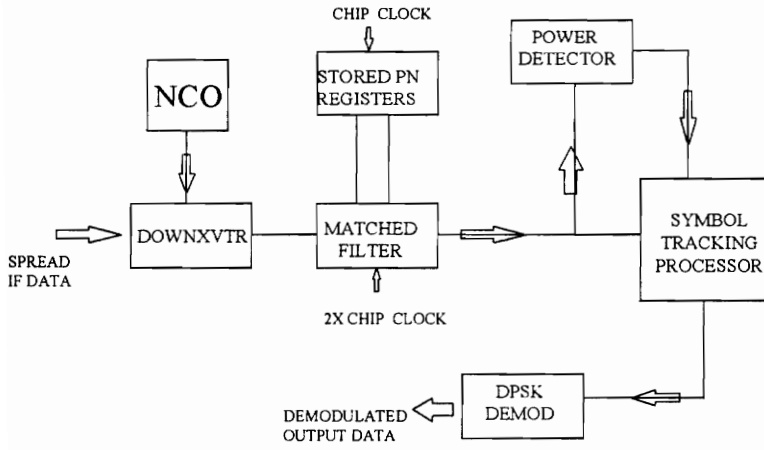 CHIP CLOCK
STORED PN
REGISTERS
POWER
DETECTOR
NCO
DOWNXVTR
MATCHED
FILTER
SYMBOL
TRACKING
PROCESSOR
SPREAD
IF DATA
2X CHIP CLOCK
DPSK
DEMOD
DEMODULATED
OUTPUT DATA